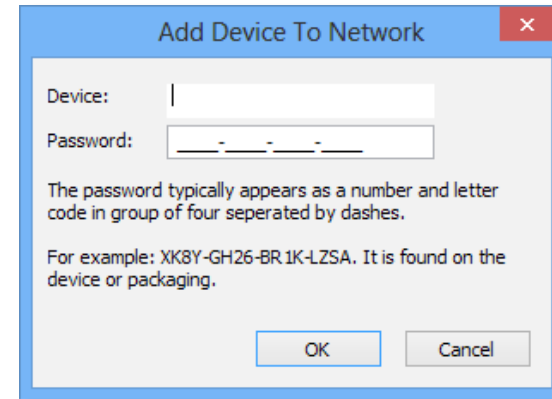 Add Device To Network
Device:
Password: ____-____-____-____
The password typically appears as a number and letter
code in group of four seperated by dashes.
For example: XK8Y-GH26-BR1K-LZSA. It is found on the
device or packaging.
OK Cancel